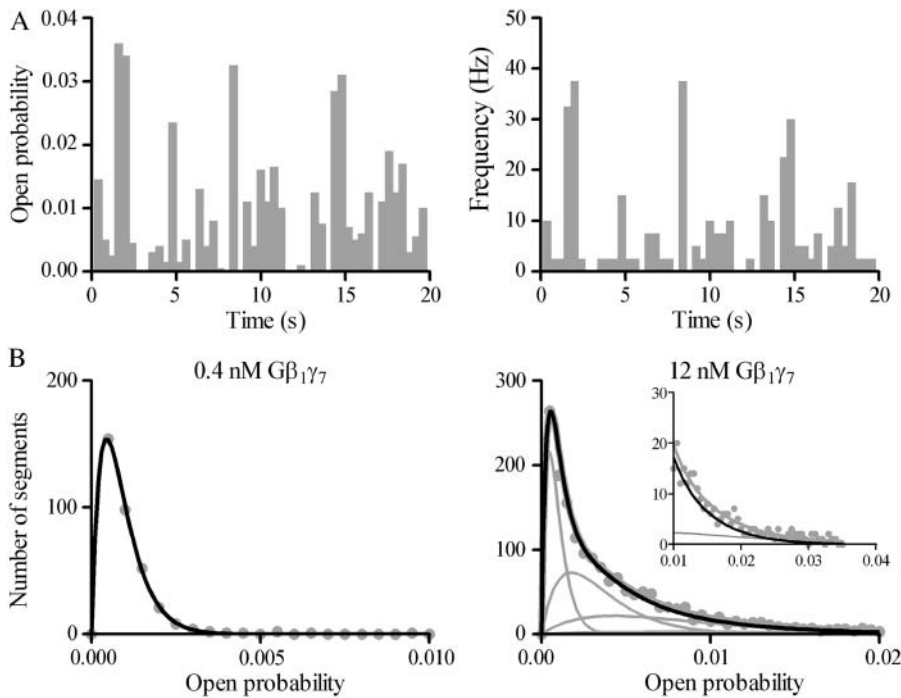 A
Open probability
0.04
0.03
0.02
0.01
0.00
0 5 10 15 20
Time (s)
Frequency (Hz)
50
40
30
20
10
0
0 5 10 15 20
Time (s)
B
0.4 nM Gβ₁γ₇
Number of segments
200
100
0
0.000 0.005 0.010
Open probability
12 nM Gβ₁γ₇
300
200
100
0
0.00 0.01 0.02
Open probability
30
20
10
0
0.01 0.02 0.03 0.04